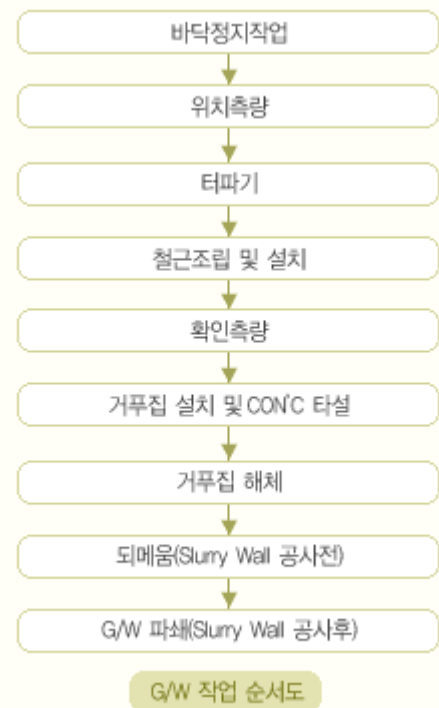 바닥정지작업
위치측량
터파기
철근조립 및 설치
확인측량
거푸집 설치 및 CON'C 타설
거푸집 해체
되메움(Slurry Wall 공사전)
G/W 파쇄(Slurry Wall 공사후)
G/W 작업 순서도